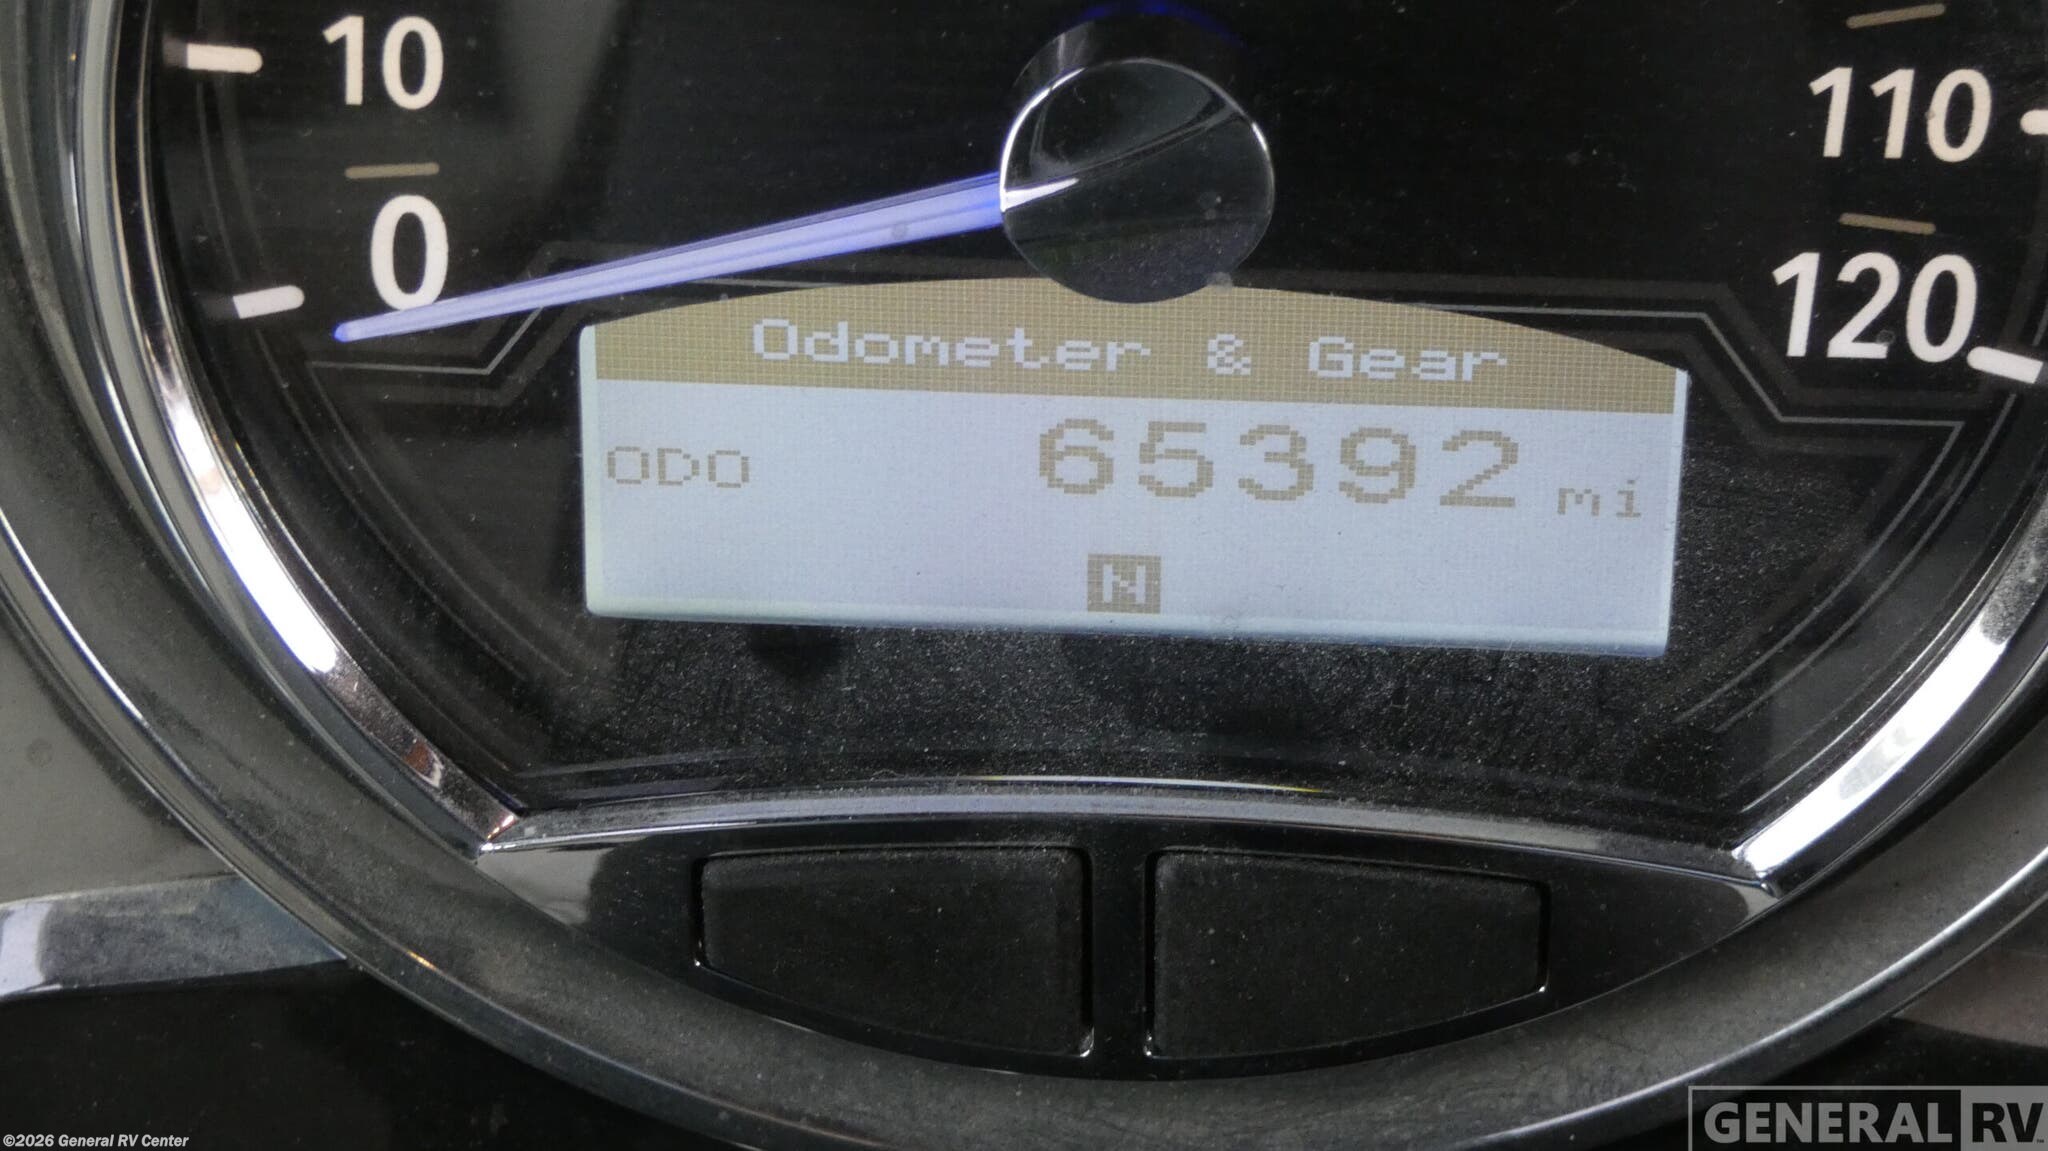 10
0
110
120
Odometer & Gear
ODO 65392 mi
N
©2026 General RV Center
GENERAL RV